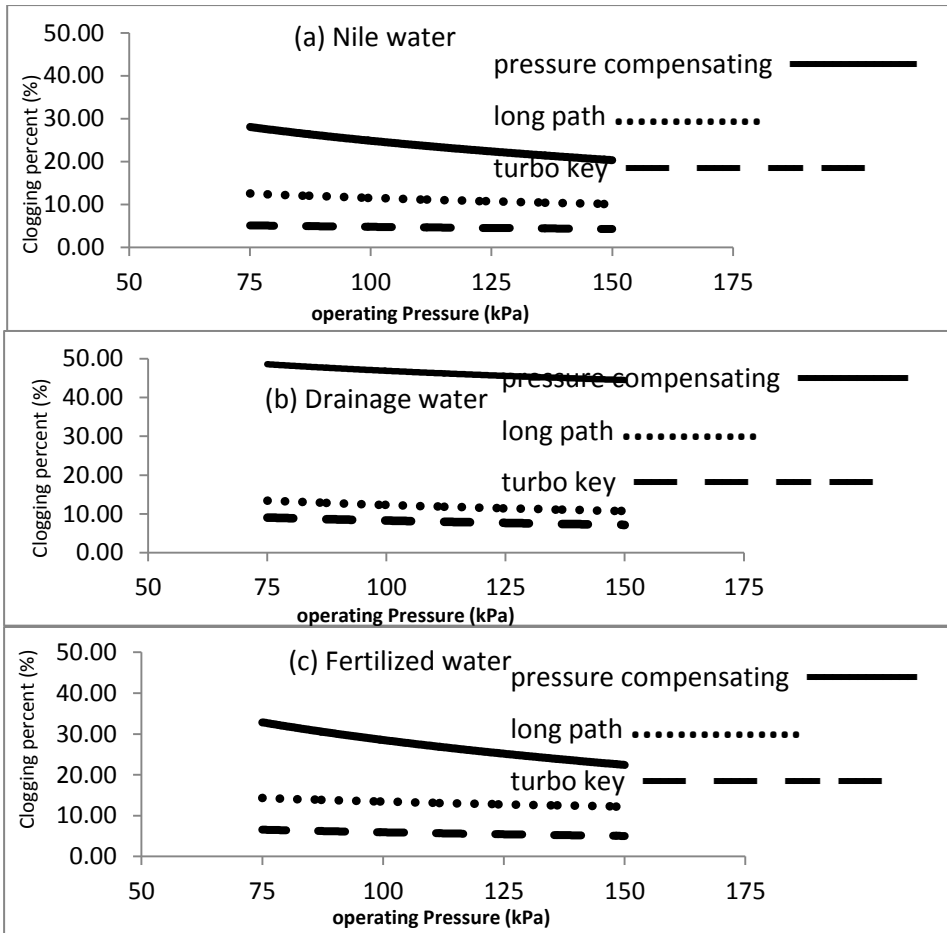 (a) Nile water
pressure compensating
long path
turbo key
Clogging percent (%)
50.00
40.00
30.00
20.00
10.00
0.00
50 75 100 125 150 175
operating Pressure (kPa)
(b) Drainage water
pressure compensating
long path
turbo key
Clogging percent (%)
50.00
40.00
30.00
20.00
10.00
0.00
50 75 100 125 150 175
operating Pressure (kPa)
(c) Fertilized water
pressure compensating
long path
turbo key
Clogging percent (%)
50.00
40.00
30.00
20.00
10.00
0.00
50 75 100 125 150 175
operating Pressure (kPa)